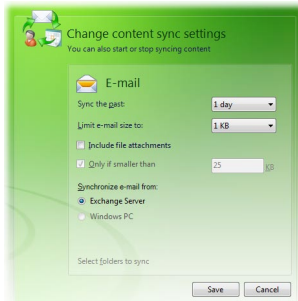 Change content sync settings
You can also start or stop syncing content
E-mail
Sync the past: 1 day
Limit e-mail size to: 1 KB
Include file attachments
Only if smaller than 25 KB
Synchronize e-mail from:
Exchange Server
Windows PC
Select folders to sync
Save Cancel